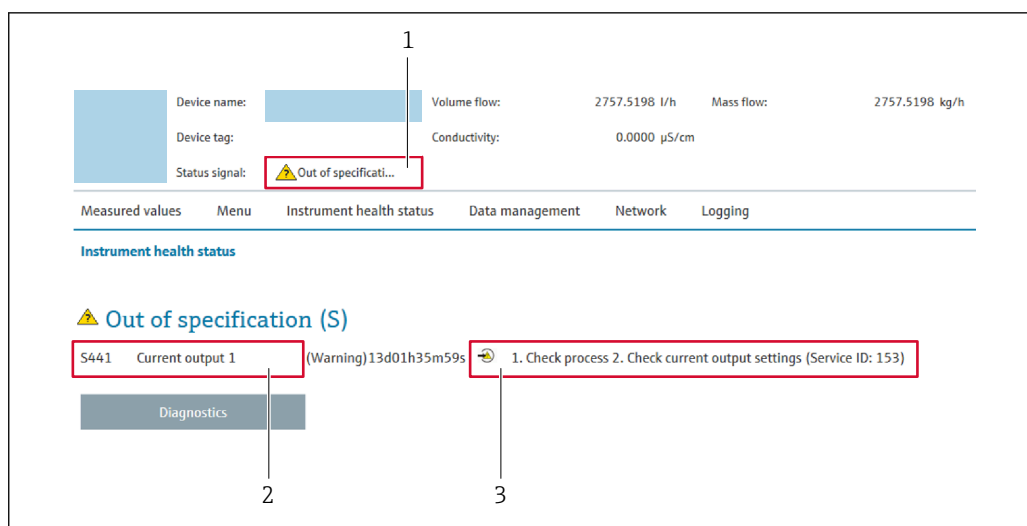 1
Device name: Volume flow: 2757.5198 l/h Mass flow: 2757.5198 kg/h
Device tag: Conductivity: 0.0000 µS/cm
Status signal: Out of specificati...
Measured values Menu Instrument health status Data management Network Logging
Instrument health status
Out of specification (S)
S441 Current output 1 (Warning)13d01h35m59s 1. Check process 2. Check current output settings (Service ID: 153)
Diagnostics
2 3